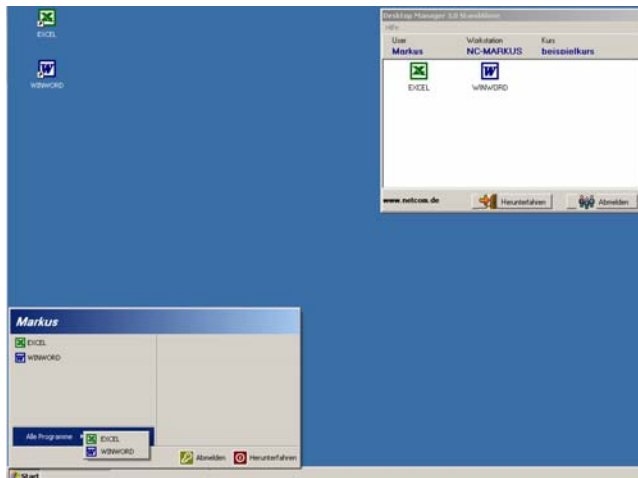 EXCEL
WINWORD
Desktop Manager 3.0 Standalone
Hilfe
User Workstation Kurs
Markus NC-MARKUS beispielkurs
EXCEL WINWORD
www.netcom.de Herunterfahren Abmelden
Markus
EXCEL
WINWORD
Alle Programme EXCEL
WINWORD
Abmelden Herunterfahren
Start